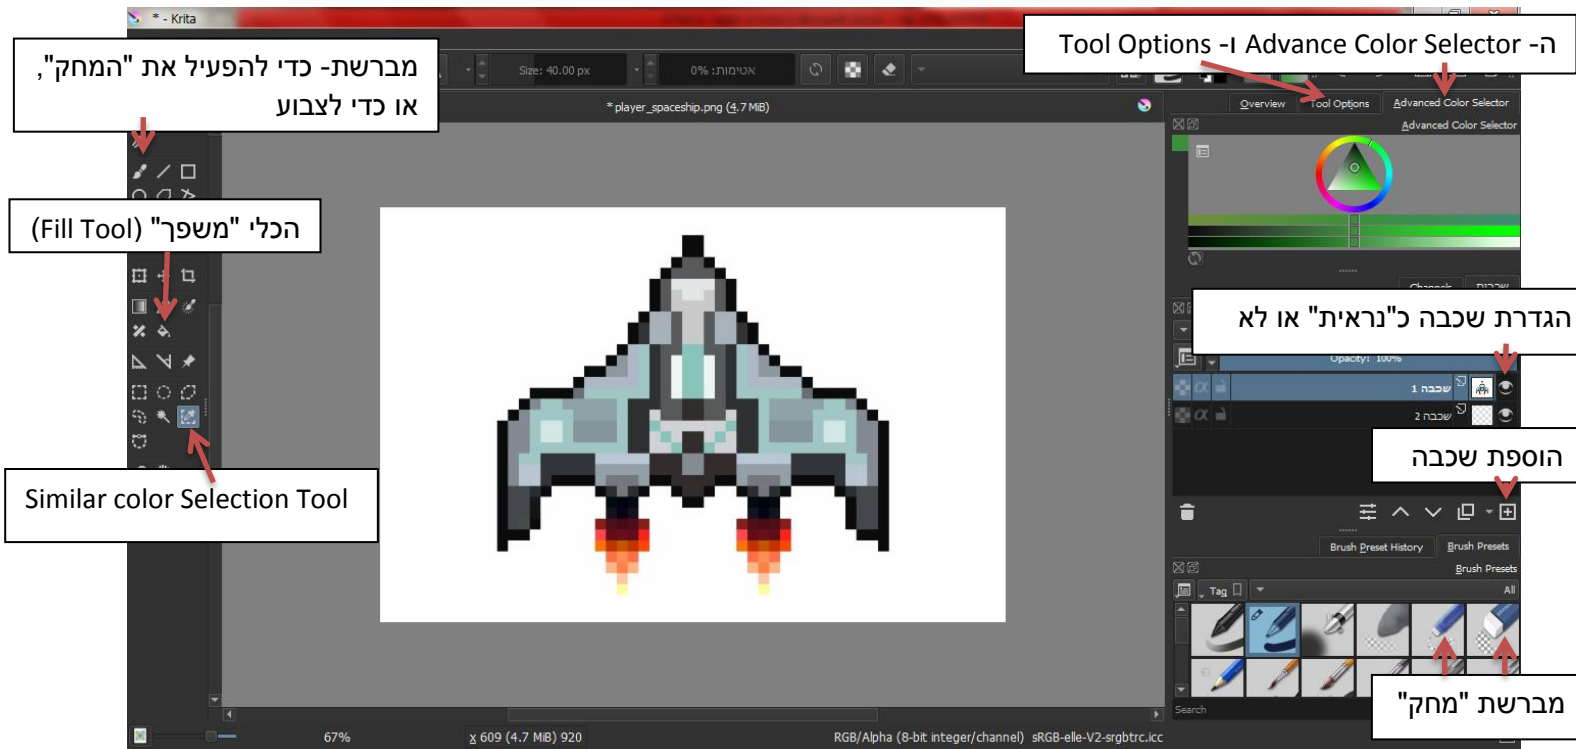 * - Krita
מברשת- כדי להפעיל את "המחק",
או כדי לצבוע
ה- Advance Color Selector ו- Tool Options
Size: 40.00 px
אטימות: 0%
* player_spaceship.png (4.7 MiB)
Overview
Tool Options
Advanced Color Selector
Advanced Color Selector
הכלי "משפך" (Fill Tool)
Channels
שכבות
הגדרת שכבה כ"נראית" או לא
Opacity: 100%
שכבה 1
שכבה 2
הוספת שכבה
Similar color Selection Tool
Brush Preset History
Brush Presets
Brush Presets
Tag
All
מברשת "מחק"
Search
67%
x 609 (4.7 MiB) 920
RGB/Alpha (8-bit integer/channel) sRGB-elle-V2-srgbtrc.icc